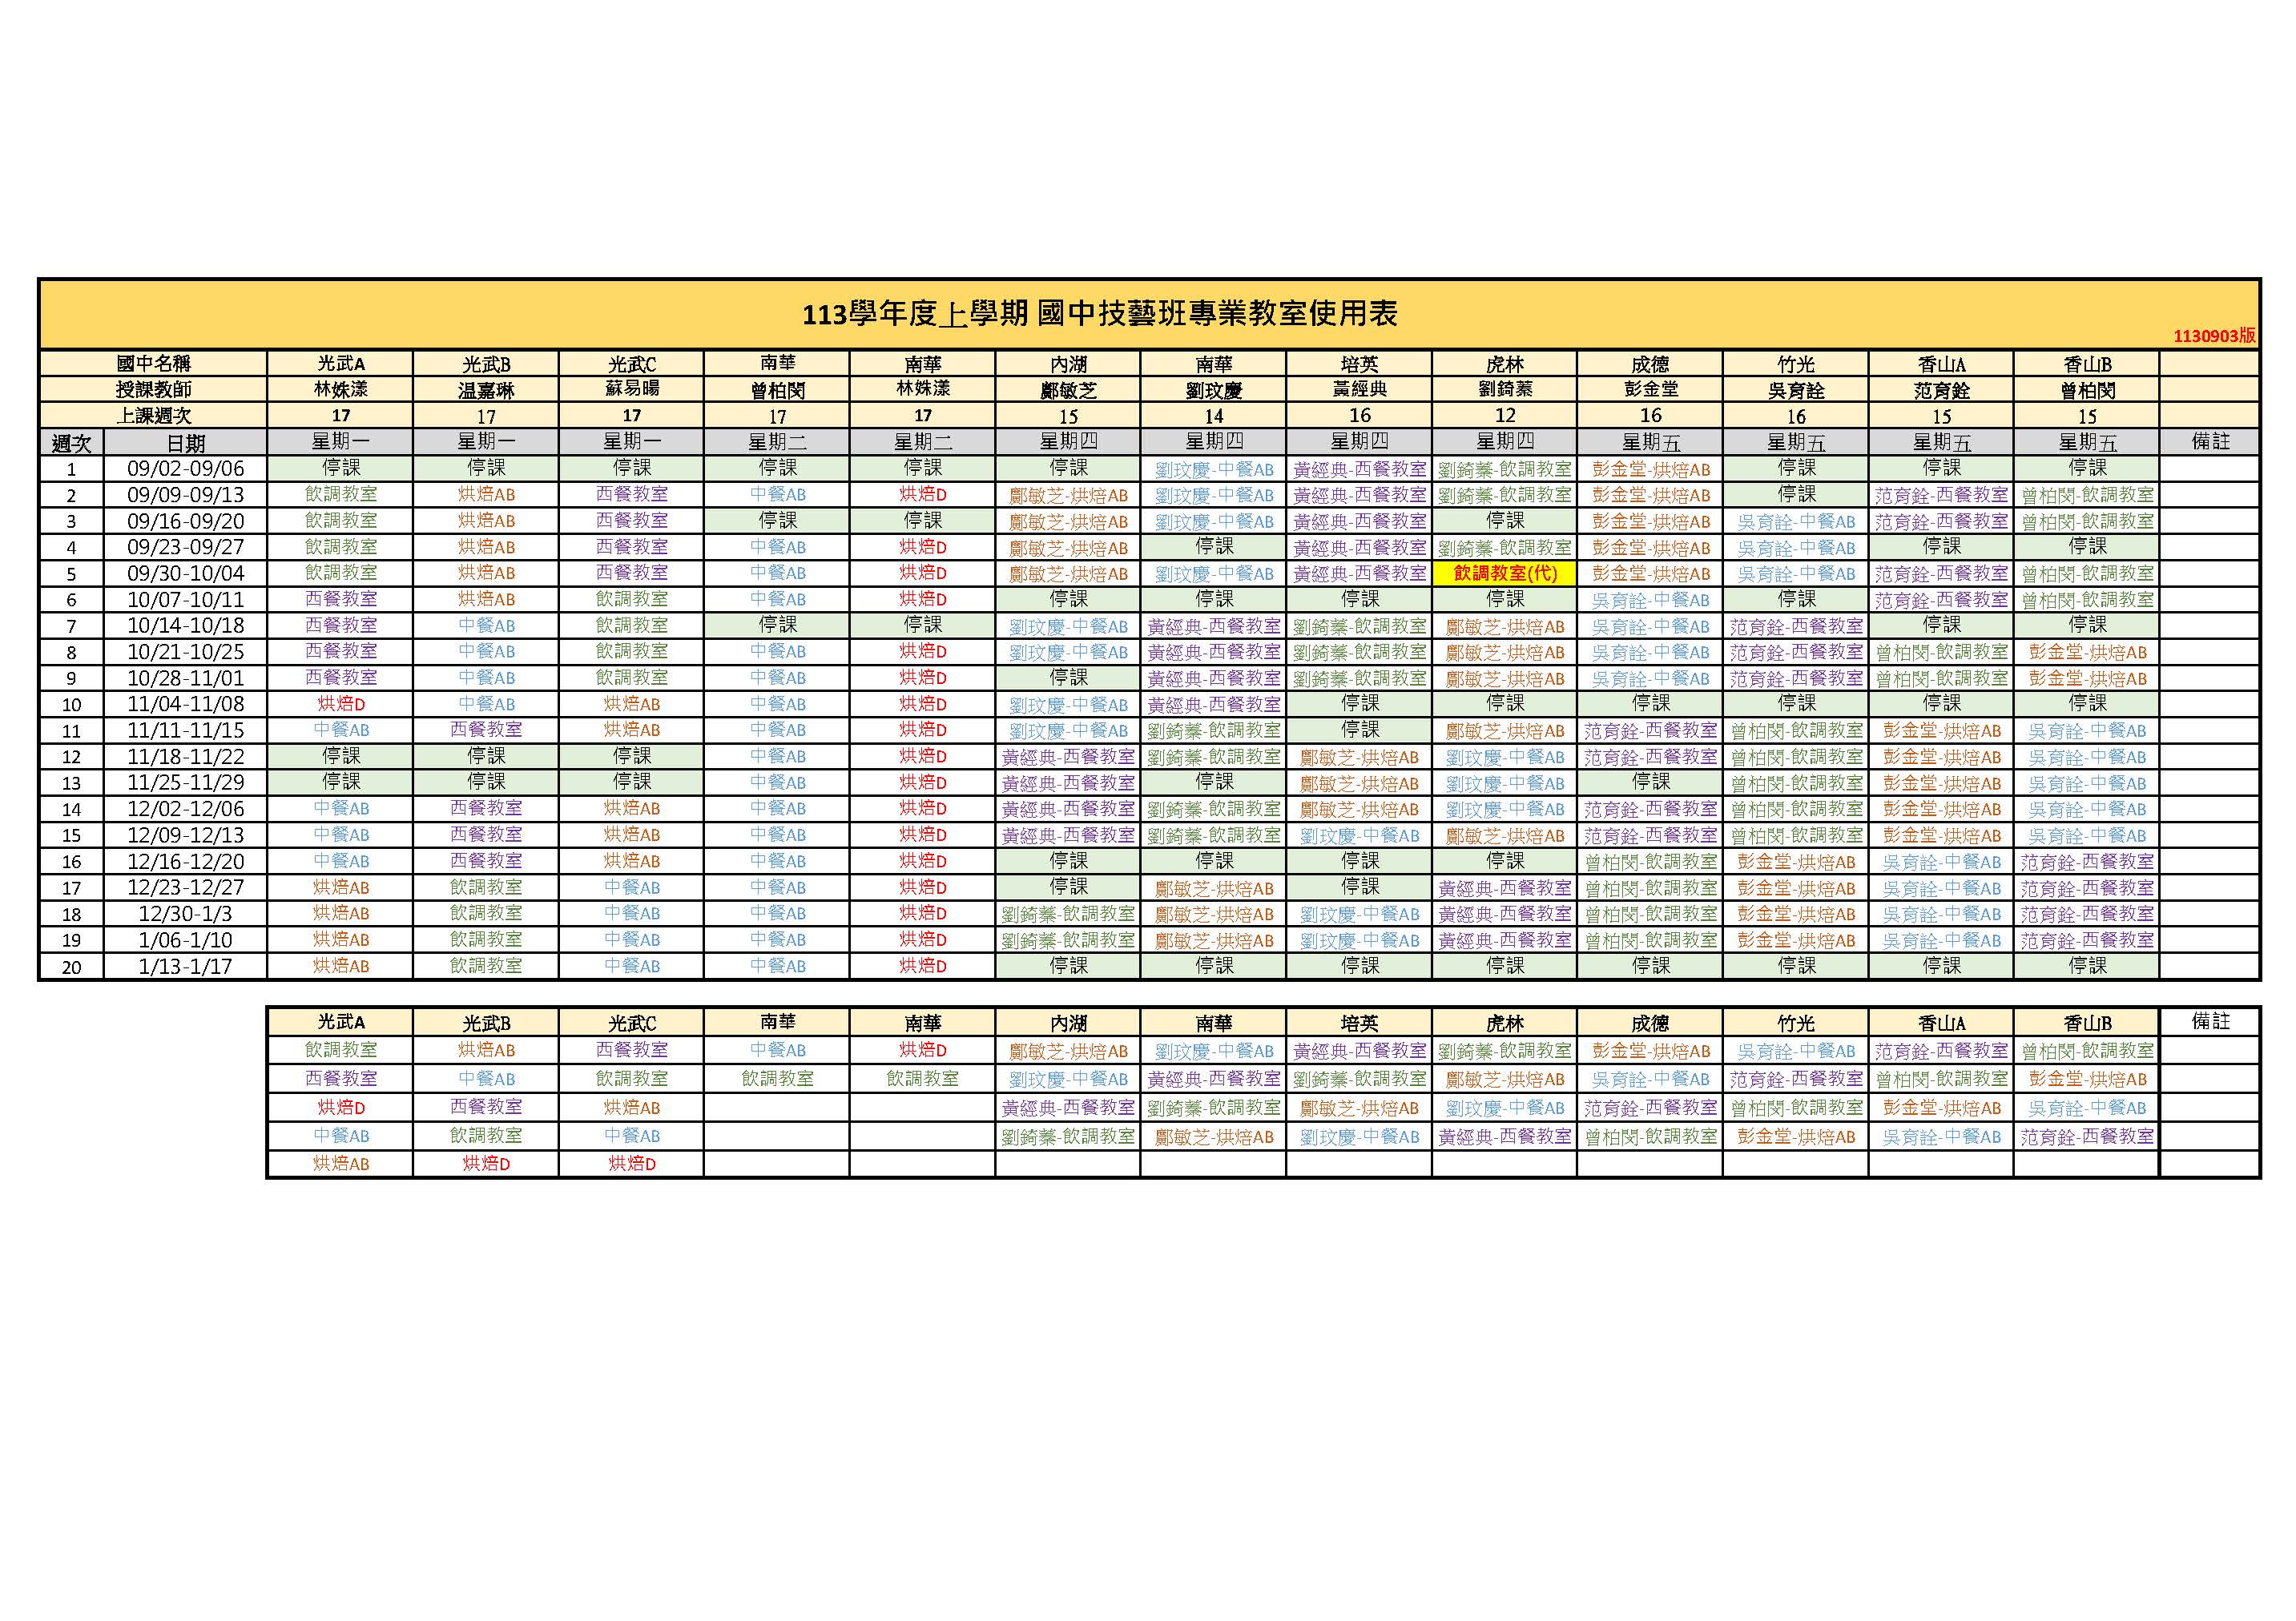 113學年度上學期 國中技藝班專業教室使用表
1130903版
國中名稱 光武A 光武B 光武C 南華 南華 內湖 南華 培英 虎林 成德 竹光 香山A 香山B
授課教師 林姝漾 温嘉琳 蘇易暘 曾柏閔 林姝漾 鄺敏芝 劉玟慶 黃經典 劉錡蓁 彭金堂 吳育詮 范育銓 曾柏閔
上課週次 17 17 17 17 17 15 14 16 12 16 16 15 15
週次 日期 星期一 星期一 星期一 星期二 星期二 星期四 星期四 星期四 星期四 星期五 星期五 星期五 星期五 備註
1 09/02-09/06 停課 停課 停課 停課 停課 停課 劉玟慶-中餐AB 黃經典-西餐教室 劉錡蓁-飲調教室 彭金堂-烘焙AB 停課 停課 停課
2 09/09-09/13 飲調教室 烘焙AB 西餐教室 中餐AB 烘焙D 鄺敏芝-烘焙AB 劉玟慶-中餐AB 黃經典-西餐教室 劉錡蓁-飲調教室 彭金堂-烘焙AB 停課 范育銓-西餐教室 曾柏閔-飲調教室
3 09/16-09/20 飲調教室 烘焙AB 西餐教室 停課 停課 鄺敏芝-烘焙AB 劉玟慶-中餐AB 黃經典-西餐教室 停課 彭金堂-烘焙AB 吳育詮-中餐AB 范育銓-西餐教室 曾柏閔-飲調教室
4 09/23-09/27 飲調教室 烘焙AB 西餐教室 中餐AB 烘焙D 鄺敏芝-烘焙AB 停課 黃經典-西餐教室 劉錡蓁-飲調教室 彭金堂-烘焙AB 吳育詮-中餐AB 停課 停課
5 09/30-10/04 飲調教室 烘焙AB 西餐教室 中餐AB 烘焙D 鄺敏芝-烘焙AB 劉玟慶-中餐AB 黃經典-西餐教室 飲調教室(代) 彭金堂-烘焙AB 吳育詮-中餐AB 范育銓-西餐教室 曾柏閔-飲調教室
6 10/07-10/11 西餐教室 烘焙AB 飲調教室 中餐AB 烘焙D 停課 停課 停課 停課 吳育詮-中餐AB 停課 范育銓-西餐教室 曾柏閔-飲調教室
7 10/14-10/18 西餐教室 中餐AB 飲調教室 停課 停課 劉玟慶-中餐AB 黃經典-西餐教室 劉錡蓁-飲調教室 鄺敏芝-烘焙AB 吳育詮-中餐AB 范育銓-西餐教室 停課 停課
8 10/21-10/25 西餐教室 中餐AB 飲調教室 中餐AB 烘焙D 劉玟慶-中餐AB 黃經典-西餐教室 劉錡蓁-飲調教室 鄺敏芝-烘焙AB 吳育詮-中餐AB 范育銓-西餐教室 曾柏閔-飲調教室 彭金堂-烘焙AB
9 10/28-11/01 西餐教室 中餐AB 飲調教室 中餐AB 烘焙D 停課 黃經典-西餐教室 劉錡蓁-飲調教室 鄺敏芝-烘焙AB 吳育詮-中餐AB 范育銓-西餐教室 曾柏閔-飲調教室 彭金堂-烘焙AB
10 11/04-11/08 烘焙D 中餐AB 烘焙AB 中餐AB 烘焙D 劉玟慶-中餐AB 黃經典-西餐教室 停課 停課 停課 停課 停課 停課
11 11/11-11/15 中餐AB 西餐教室 烘焙AB 中餐AB 烘焙D 劉玟慶-中餐AB 劉錡蓁-飲調教室 停課 鄺敏芝-烘焙AB 范育銓-西餐教室 曾柏閔-飲調教室 彭金堂-烘焙AB 吳育詮-中餐AB
12 11/18-11/22 停課 停課 停課 中餐AB 烘焙D 黃經典-西餐教室 劉錡蓁-飲調教室 鄺敏芝-烘焙AB 劉玟慶-中餐AB 范育銓-西餐教室 曾柏閔-飲調教室 彭金堂-烘焙AB 吳育詮-中餐AB
13 11/25-11/29 停課 停課 停課 中餐AB 烘焙D 黃經典-西餐教室 停課 鄺敏芝-烘焙AB 劉玟慶-中餐AB 停課 曾柏閔-飲調教室 彭金堂-烘焙AB 吳育詮-中餐AB
14 12/02-12/06 中餐AB 西餐教室 烘焙AB 中餐AB 烘焙D 黃經典-西餐教室 劉錡蓁-飲調教室 鄺敏芝-烘焙AB 劉玟慶-中餐AB 范育銓-西餐教室 曾柏閔-飲調教室 彭金堂-烘焙AB 吳育詮-中餐AB
15 12/09-12/13 中餐AB 西餐教室 烘焙AB 中餐AB 烘焙D 黃經典-西餐教室 劉錡蓁-飲調教室 劉玟慶-中餐AB 鄺敏芝-烘焙AB 范育銓-西餐教室 曾柏閔-飲調教室 彭金堂-烘焙AB 吳育詮-中餐AB
16 12/16-12/20 中餐AB 西餐教室 烘焙AB 中餐AB 烘焙D 停課 停課 停課 停課 曾柏閔-飲調教室 彭金堂-烘焙AB 吳育詮-中餐AB 范育銓-西餐教室
17 12/23-12/27 烘焙AB 飲調教室 中餐AB 中餐AB 烘焙D 停課 鄺敏芝-烘焙AB 停課 黃經典-西餐教室 曾柏閔-飲調教室 彭金堂-烘焙AB 吳育詮-中餐AB 范育銓-西餐教室
18 12/30-1/3 烘焙AB 飲調教室 中餐AB 中餐AB 烘焙D 劉錡蓁-飲調教室 鄺敏芝-烘焙AB 劉玟慶-中餐AB 黃經典-西餐教室 曾柏閔-飲調教室 彭金堂-烘焙AB 吳育詮-中餐AB 范育銓-西餐教室
19 1/06-1/10 烘焙AB 飲調教室 中餐AB 中餐AB 烘焙D 劉錡蓁-飲調教室 鄺敏芝-烘焙AB 劉玟慶-中餐AB 黃經典-西餐教室 曾柏閔-飲調教室 彭金堂-烘焙AB 吳育詮-中餐AB 范育銓-西餐教室
20 1/13-1/17 烘焙AB 飲調教室 中餐AB 中餐AB 烘焙D 停課 停課 停課 停課 停課 停課 停課 停課
光武A 光武B 光武C 南華 南華 內湖 南華 培英 虎林 成德 竹光 香山A 香山B 備註
飲調教室 烘焙AB 西餐教室 中餐AB 烘焙D 鄺敏芝-烘焙AB 劉玟慶-中餐AB 黃經典-西餐教室 劉錡蓁-飲調教室 彭金堂-烘焙AB 吳育詮-中餐AB 范育銓-西餐教室 曾柏閔-飲調教室
西餐教室 中餐AB 飲調教室 飲調教室 飲調教室 劉玟慶-中餐AB 黃經典-西餐教室 劉錡蓁-飲調教室 鄺敏芝-烘焙AB 吳育詮-中餐AB 范育銓-西餐教室 曾柏閔-飲調教室 彭金堂-烘焙AB
烘焙D 西餐教室 烘焙AB 黃經典-西餐教室 劉錡蓁-飲調教室 鄺敏芝-烘焙AB 劉玟慶-中餐AB 范育銓-西餐教室 曾柏閔-飲調教室 彭金堂-烘焙AB 吳育詮-中餐AB
中餐AB 飲調教室 中餐AB 劉錡蓁-飲調教室 鄺敏芝-烘焙AB 劉玟慶-中餐AB 黃經典-西餐教室 曾柏閔-飲調教室 彭金堂-烘焙AB 吳育詮-中餐AB 范育銓-西餐教室
烘焙AB 烘焙D 烘焙D